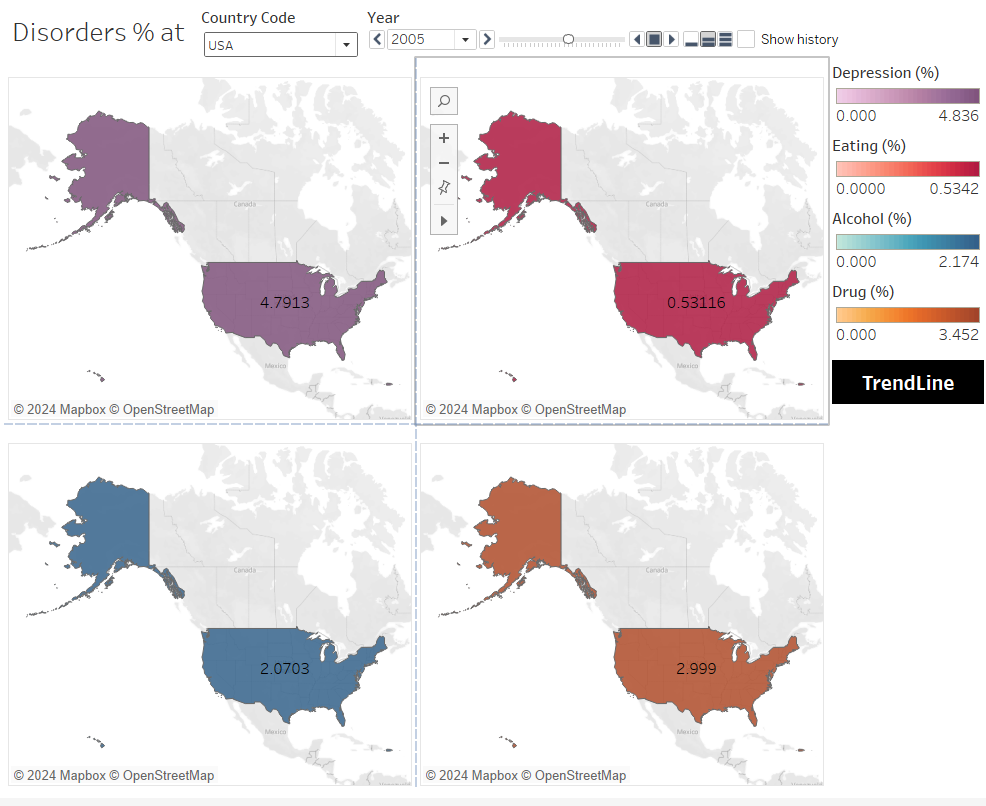 Disorders % at
Country Code
USA
Year
2005
Show history
Canada
4.7913
Mexico
© 2024 Mapbox © OpenStreetMap
Canada
0.53116
Mexico
© 2024 Mapbox © OpenStreetMap
Depression (%)
0.000 4.836
Eating (%)
0.0000 0.5342
Alcohol (%)
0.000 2.174
Drug (%)
0.000 3.452
TrendLine
Canada
2.0703
Mexico
© 2024 Mapbox © OpenStreetMap
Canada
2.999
Mexico
© 2024 Mapbox © OpenStreetMap